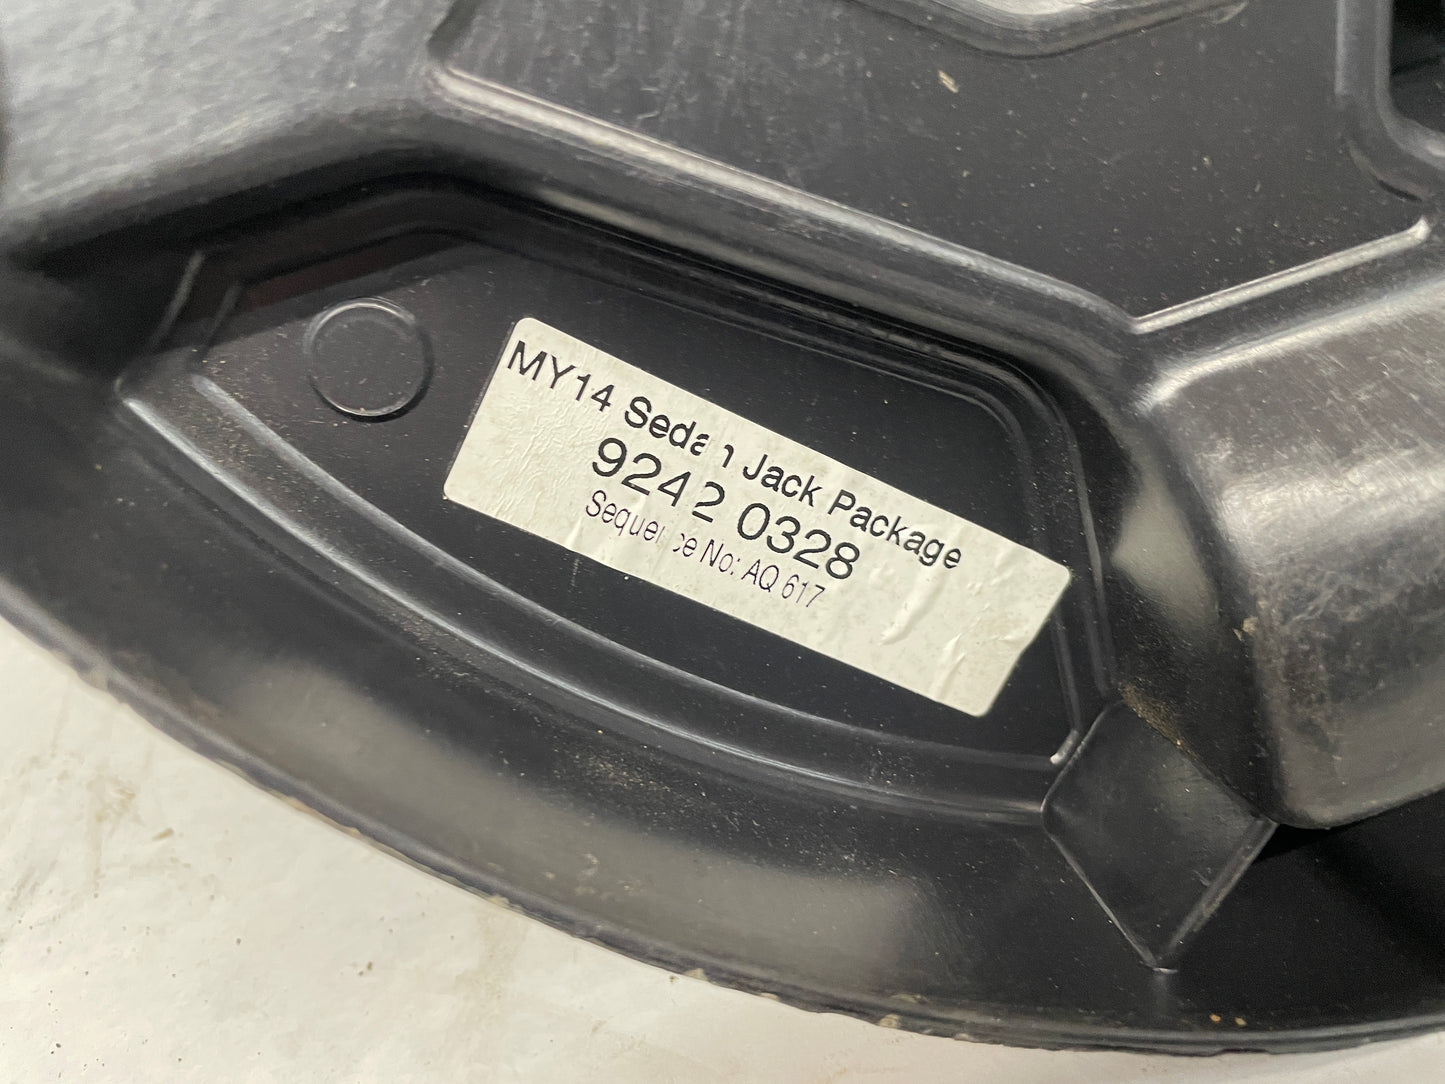 MY14 Sedan Jack Package
9242 0328
Sequence No: AQ 617